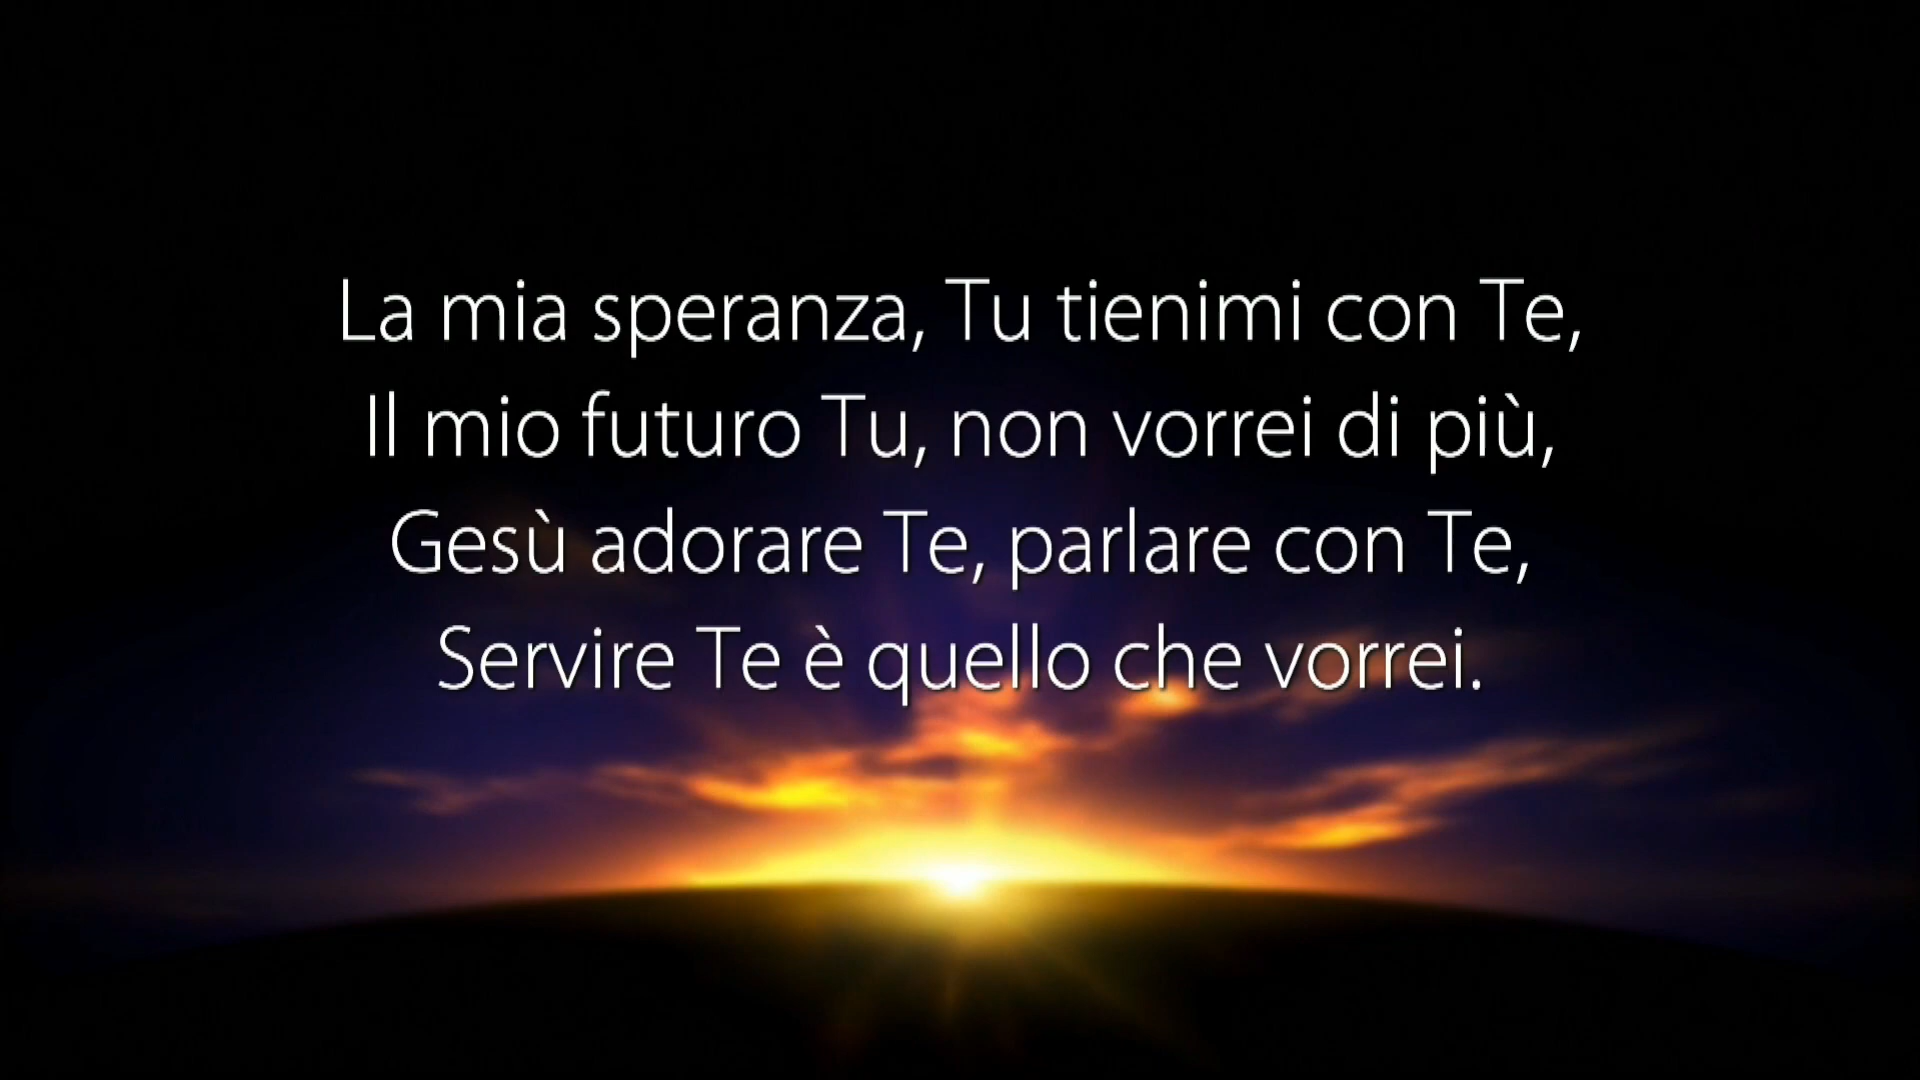 La mia speranza, Tu tienimi con Te,
Il mio futuro Tu, non vorrei di più,
Gesù adorare Te, parlare con Te,
Servire Te è quello che vorrei.